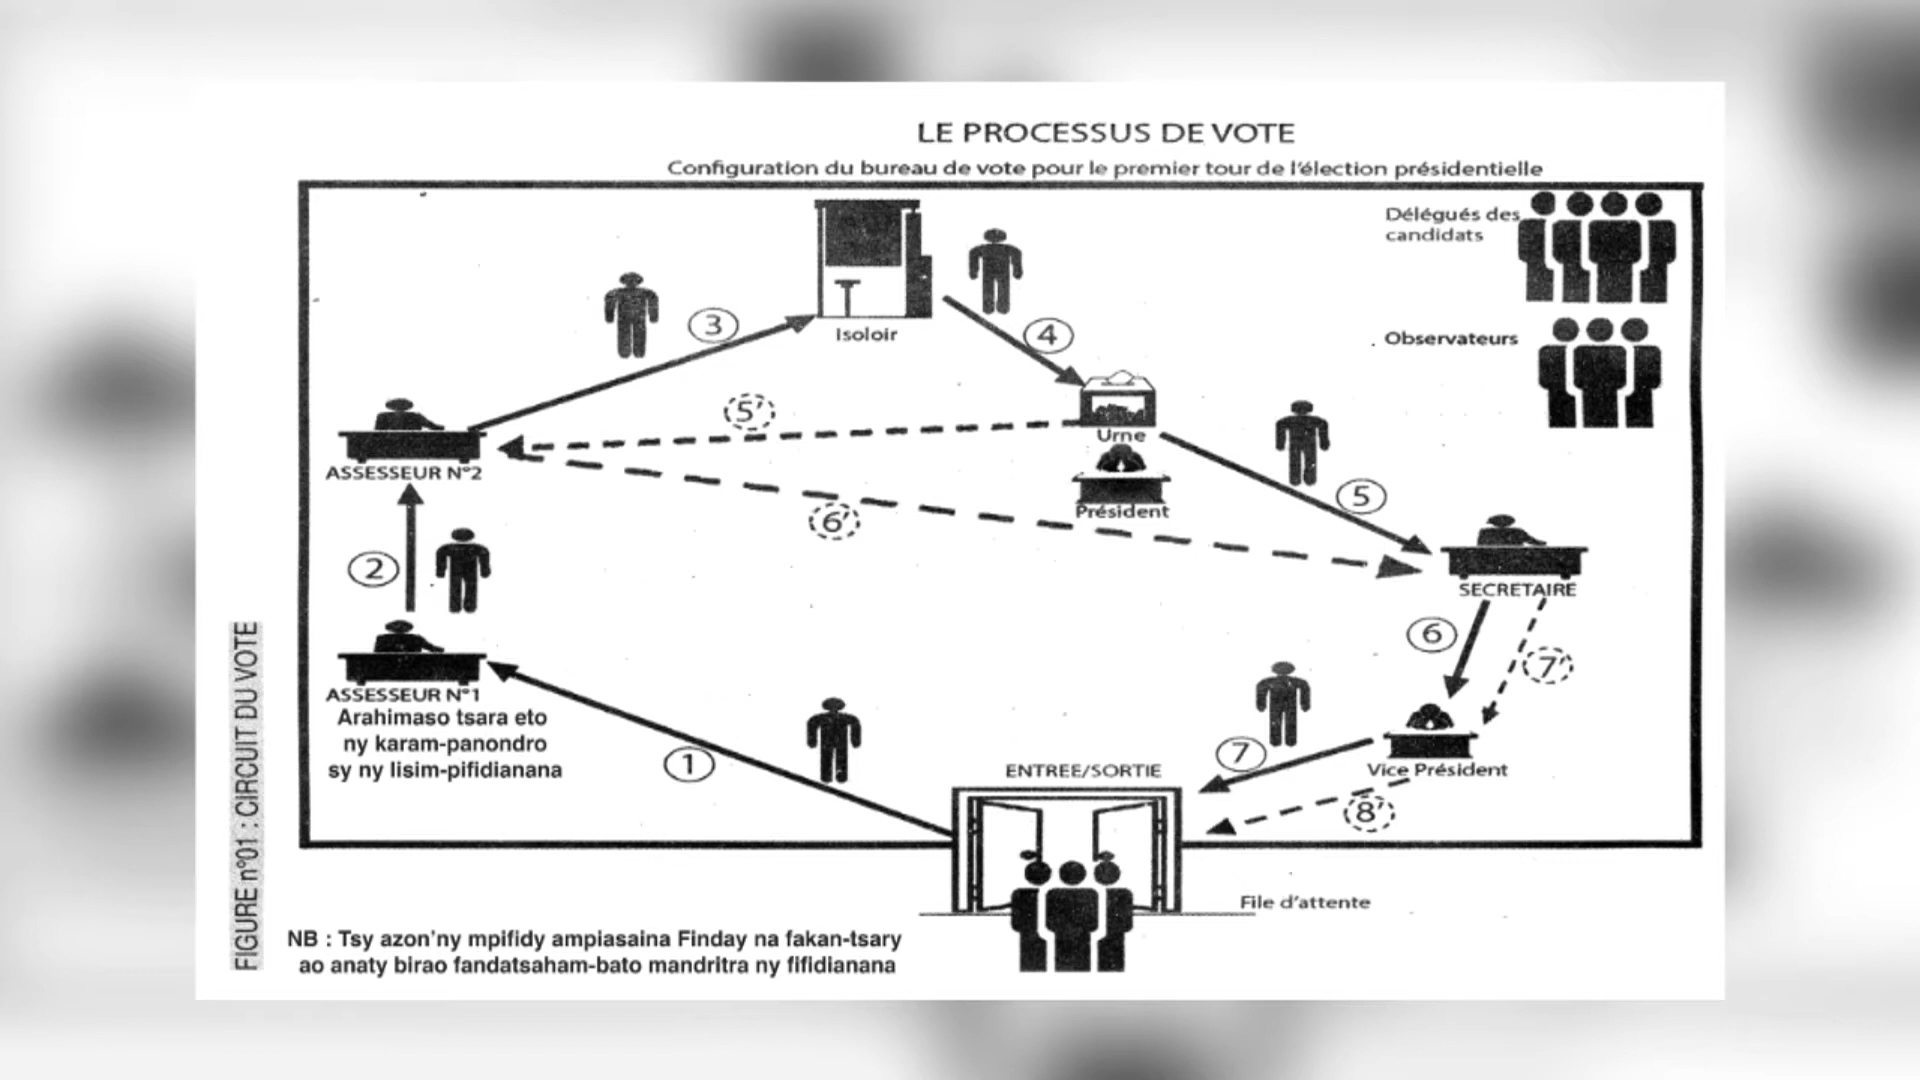 LE PROCESSUS DE VOTE
Configuration du bureau de vote pour le premier tour de l'élection présidentielle
Délégués des
candidats
Observateurs
Isoloir
3
4
5'
Urne
ASSESSEUR N°2
Président
5
6'
2
SECRETAIRE
6
7'
ASSESSEUR N°1
Arahimaso tsara eto
ny karam-panondro
sy ny lisim-pifidianana
1
7
Vice Président
ENTREE/SORTIE
8'
File d'attente
FIGURE n°01 : CIRCUIT DU VOTE
NB : Tsy azon'ny mpifidy ampiasaina Finday na fakan-tsary
ao anaty birao fandatsaham-bato mandritra ny fifidianana